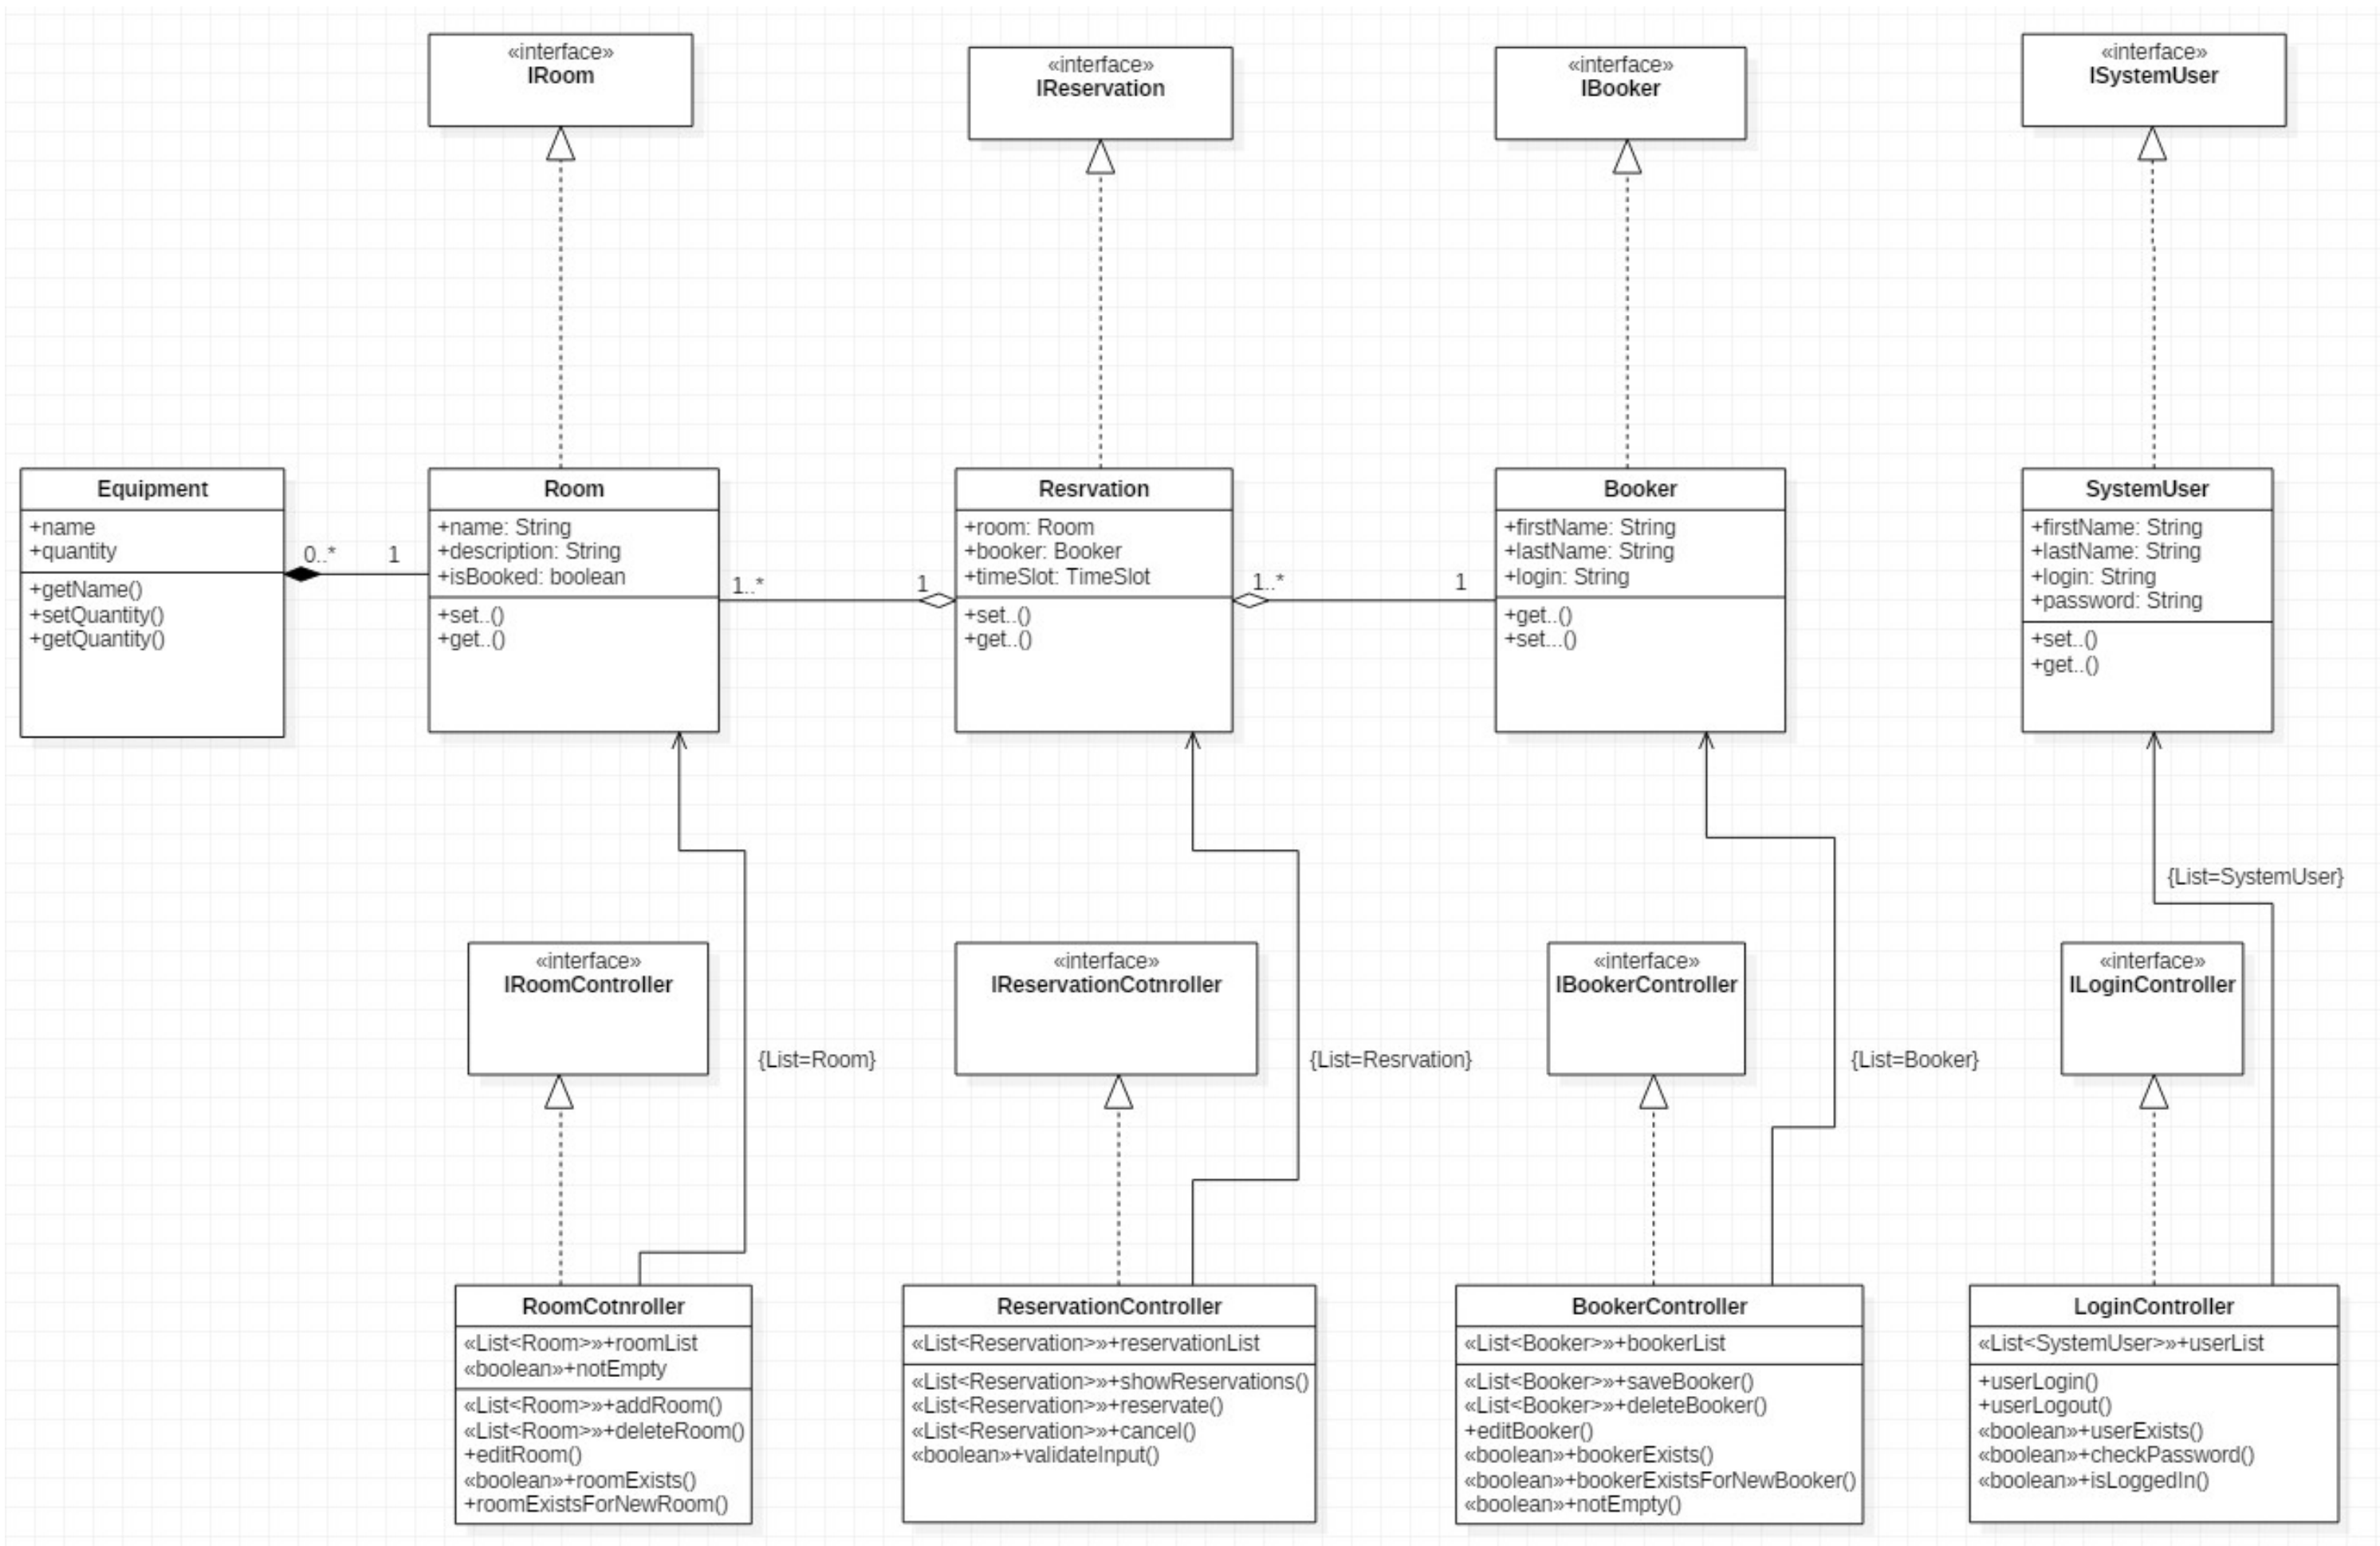 «interface»
IRoom
«interface»
IReservation
«interface»
IBooker
«interface»
ISystemUser
Equipment
+name
+quantity
+getName()
+setQuantity()
+getQuantity()
0..*
1
Room
+name: String
+description: String
+isBooked: boolean
+set..()
+get..()
1..*
1
Resrvation
+room: Room
+booker: Booker
+timeSlot: TimeSlot
+set..()
+get..()
1..*
1
Booker
+firstName: String
+lastName: String
+login: String
+get..()
+set...()
SystemUser
+firstName: String
+lastName: String
+login: String
+password: String
+set..()
+get..()
{List=SystemUser}
«interface»
IRoomController
{List=Room}
«interface»
IReservationCotnroller
{List=Resrvation}
«interface»
IBookerController
{List=Booker}
«interface»
ILoginController
RoomCotnroller
«List<Room>»+roomList
«boolean»+notEmpty
«List<Room>»+addRoom()
«List<Room>»+deleteRoom()
+editRoom()
«boolean»+roomExists()
+roomExistsForNewRoom()
ReservationController
«List<Reservation>»+reservationList
«List<Reservation>»+showReservations()
«List<Reservation>»+reservate()
«List<Reservation>»+cancel()
«boolean»+validateInput()
BookerController
«List<Booker>»+bookerList
«List<Booker>»+saveBooker()
«List<Booker>»+deleteBooker()
+editBooker()
«boolean»+bookerExists()
«boolean»+bookerExistsForNewBooker()
«boolean»+notEmpty()
LoginController
«List<SystemUser>»+userList
+userLogin()
+userLogout()
«boolean»+userExists()
«boolean»+checkPassword()
«boolean»+isLoggedIn()